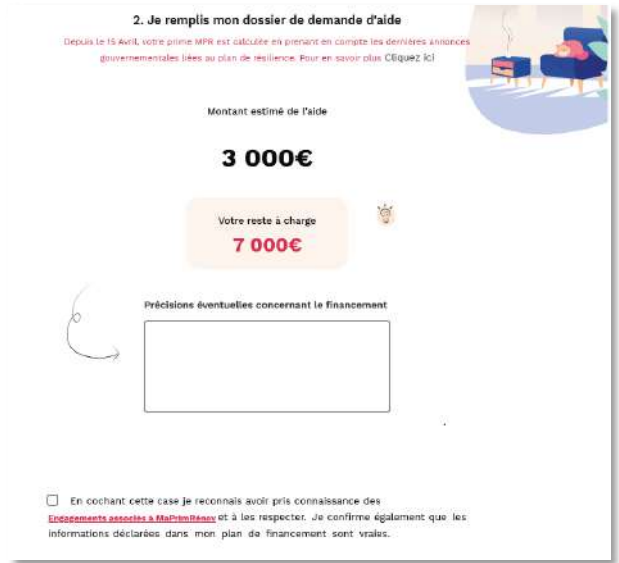 2. Je remplis mon dossier de demande d'aide
Depuis le 15 Avril, votre prime MPR est calculée en prenant en compte les dernières annonces
gouvernementales liées au plan de résilience. Pour en savoir plus Cliquez ici
Montant estimé de l'aide
3 000€
Votre reste à charge
7 000€
Précisions éventuelles concernant le financement
En cochant cette case je reconnais avoir pris connaissance des
Engagements associés à MaPrimRénov et à les respecter. Je confirme également que les
informations déclarées dans mon plan de financement sont vraies.